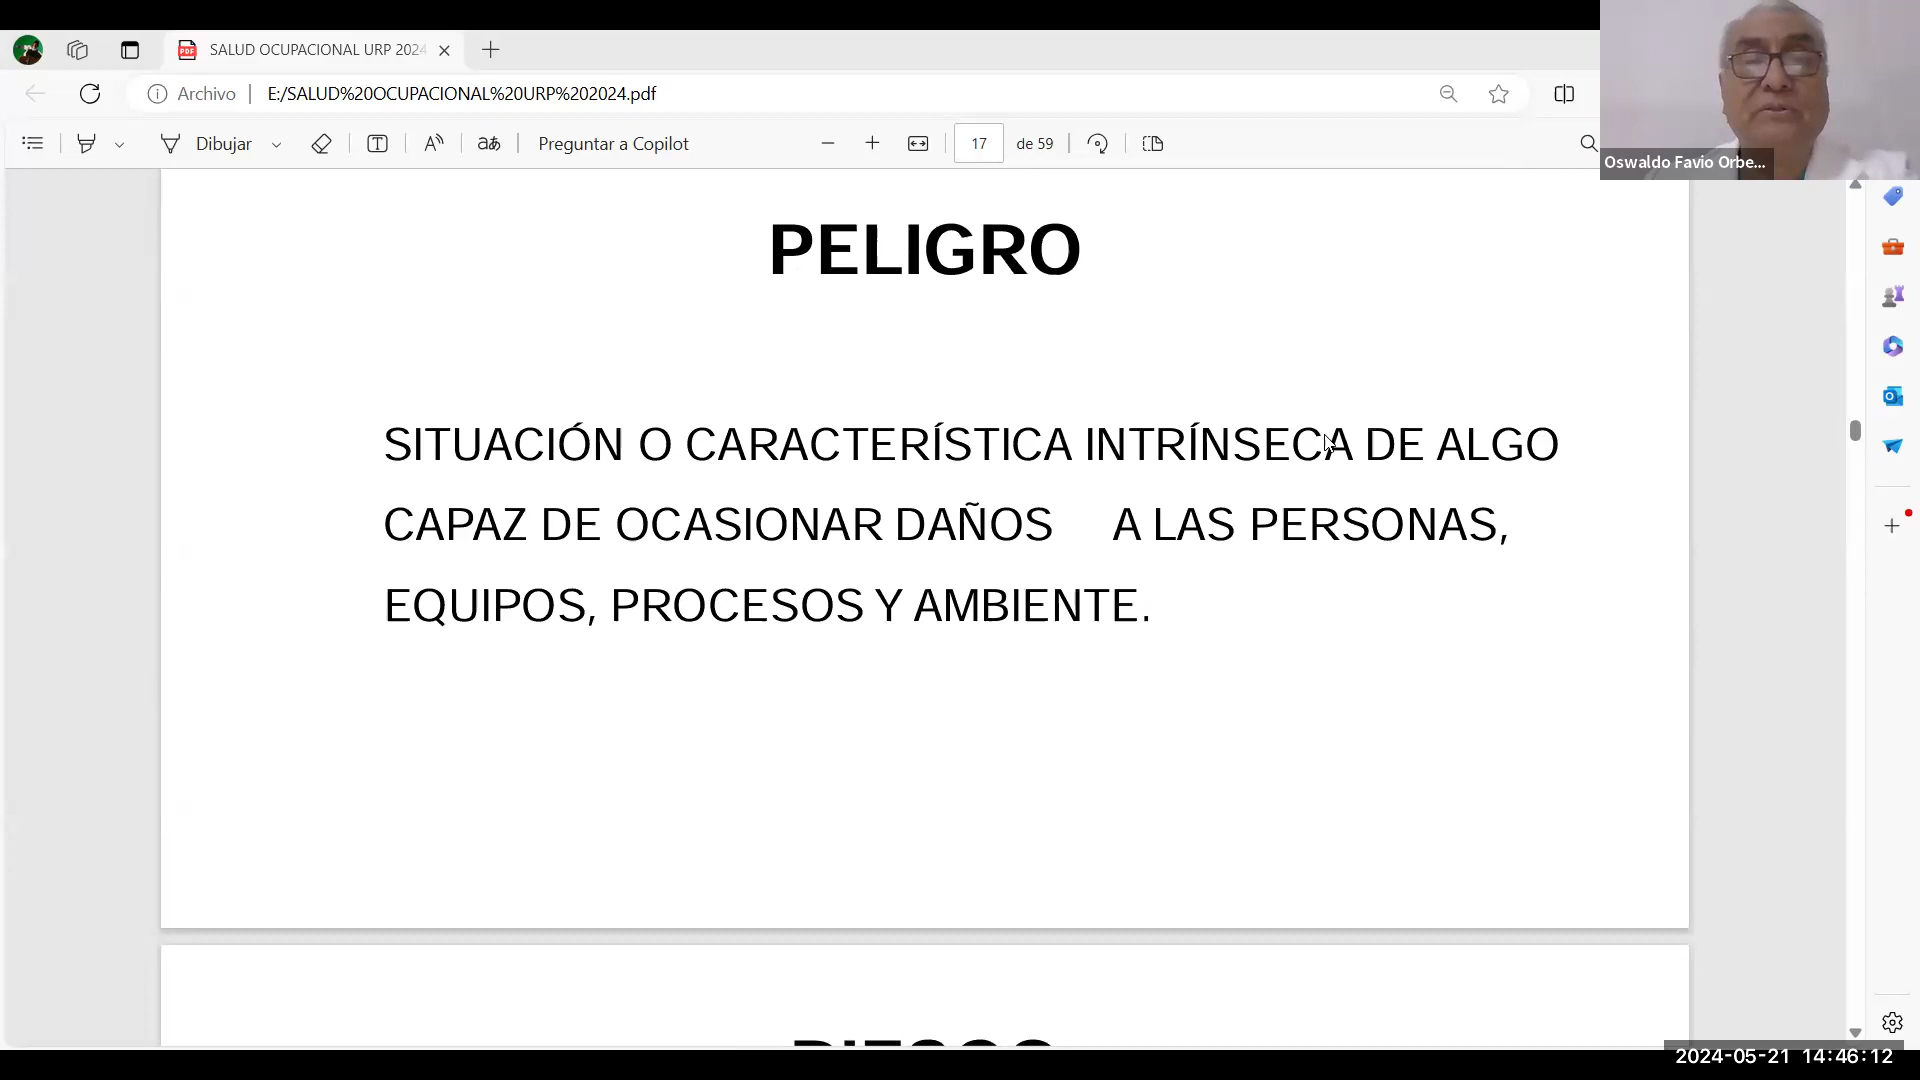 SALUD OCUPACIONAL URP 2024
Archivo
E:/SALUD%20OCUPACIONAL%20URP%202024.pdf
Dibujar
Preguntar a Copilot
17
de 59
Oswaldo Favio Orbe...
PELIGRO
SITUACIÓN O CARACTERÍSTICA INTRÍNSECA DE ALGO
CAPAZ DE OCASIONAR DAÑOS A LAS PERSONAS,
EQUIPOS, PROCESOS Y AMBIENTE.
2024-05-21 14:46:12